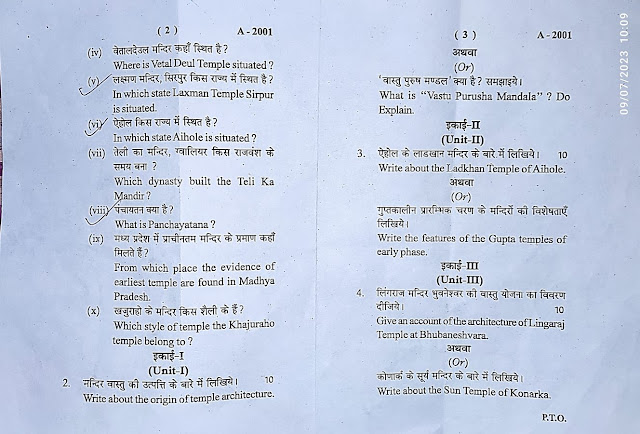 ( 2 ) A - 2001
(iv) वेतालदेउल मन्दिर कहाँ स्थित है ?
Where is Vetal Deul Temple situated ?
(v) लक्ष्मण मन्दिर, सिरपुर किस राज्य में स्थित है ?
In which state Laxman Temple Sirpur
is situated.
(vi) ऐहोल किस राज्य में स्थित है ?
In which state Aihole is situated ?
(vii) तेली का मन्दिर, ग्वालियर किस राजवंश के
समय बना ?
Which dynasty built the Teli Ka
Mandir ?
(viii) पंचायतन क्या है ?
What is Panchayatana ?
(ix) मध्य प्रदेश में प्राचीनतम मन्दिर के प्रमाण कहाँ
मिलते हैं ?
From which place the evidence of
earliest temple are found in Madhya
Pradesh.
(x) खजुराहो के मन्दिर किस शैली के हैं ?
Which style of temple the Khajuraho
temple belong to ?
इकाई-I
(Unit-I)
2. मन्दिर वास्तु की उत्पत्ति के बारे में लिखिये। 10
Write about the origin of temple architecture.
( 3 ) A - 2001
अथवा
(Or)
'वास्तु पुरुष मण्डल' क्या है ? समझाइये।
What is "Vastu Purusha Mandala" ? Do
Explain.
इकाई-II
(Unit-II)
3. ऐहोल के लाडखान मन्दिर के बारे में लिखिये। 10
Write about the Ladkhan Temple of Aihole.
अथवा
(Or)
गुप्तकालीन प्रारम्भिक चरण के मन्दिरों की विशेषताएँ
लिखिये।
Write the features of the Gupta temples of
early phase.
इकाई-III
(Unit-III)
4. लिंगराज मन्दिर भुवनेश्वर की वास्तु योजना का विवरण
दीजिये। 10
Give an account of the architecture of Lingaraj
Temple at Bhubaneshvara.
अथवा
(Or)
कोणार्क के सूर्य मन्दिर के बारे में लिखिये।
Write about the Sun Temple of Konarka.
P.T.O.
09/07/2023 10:09